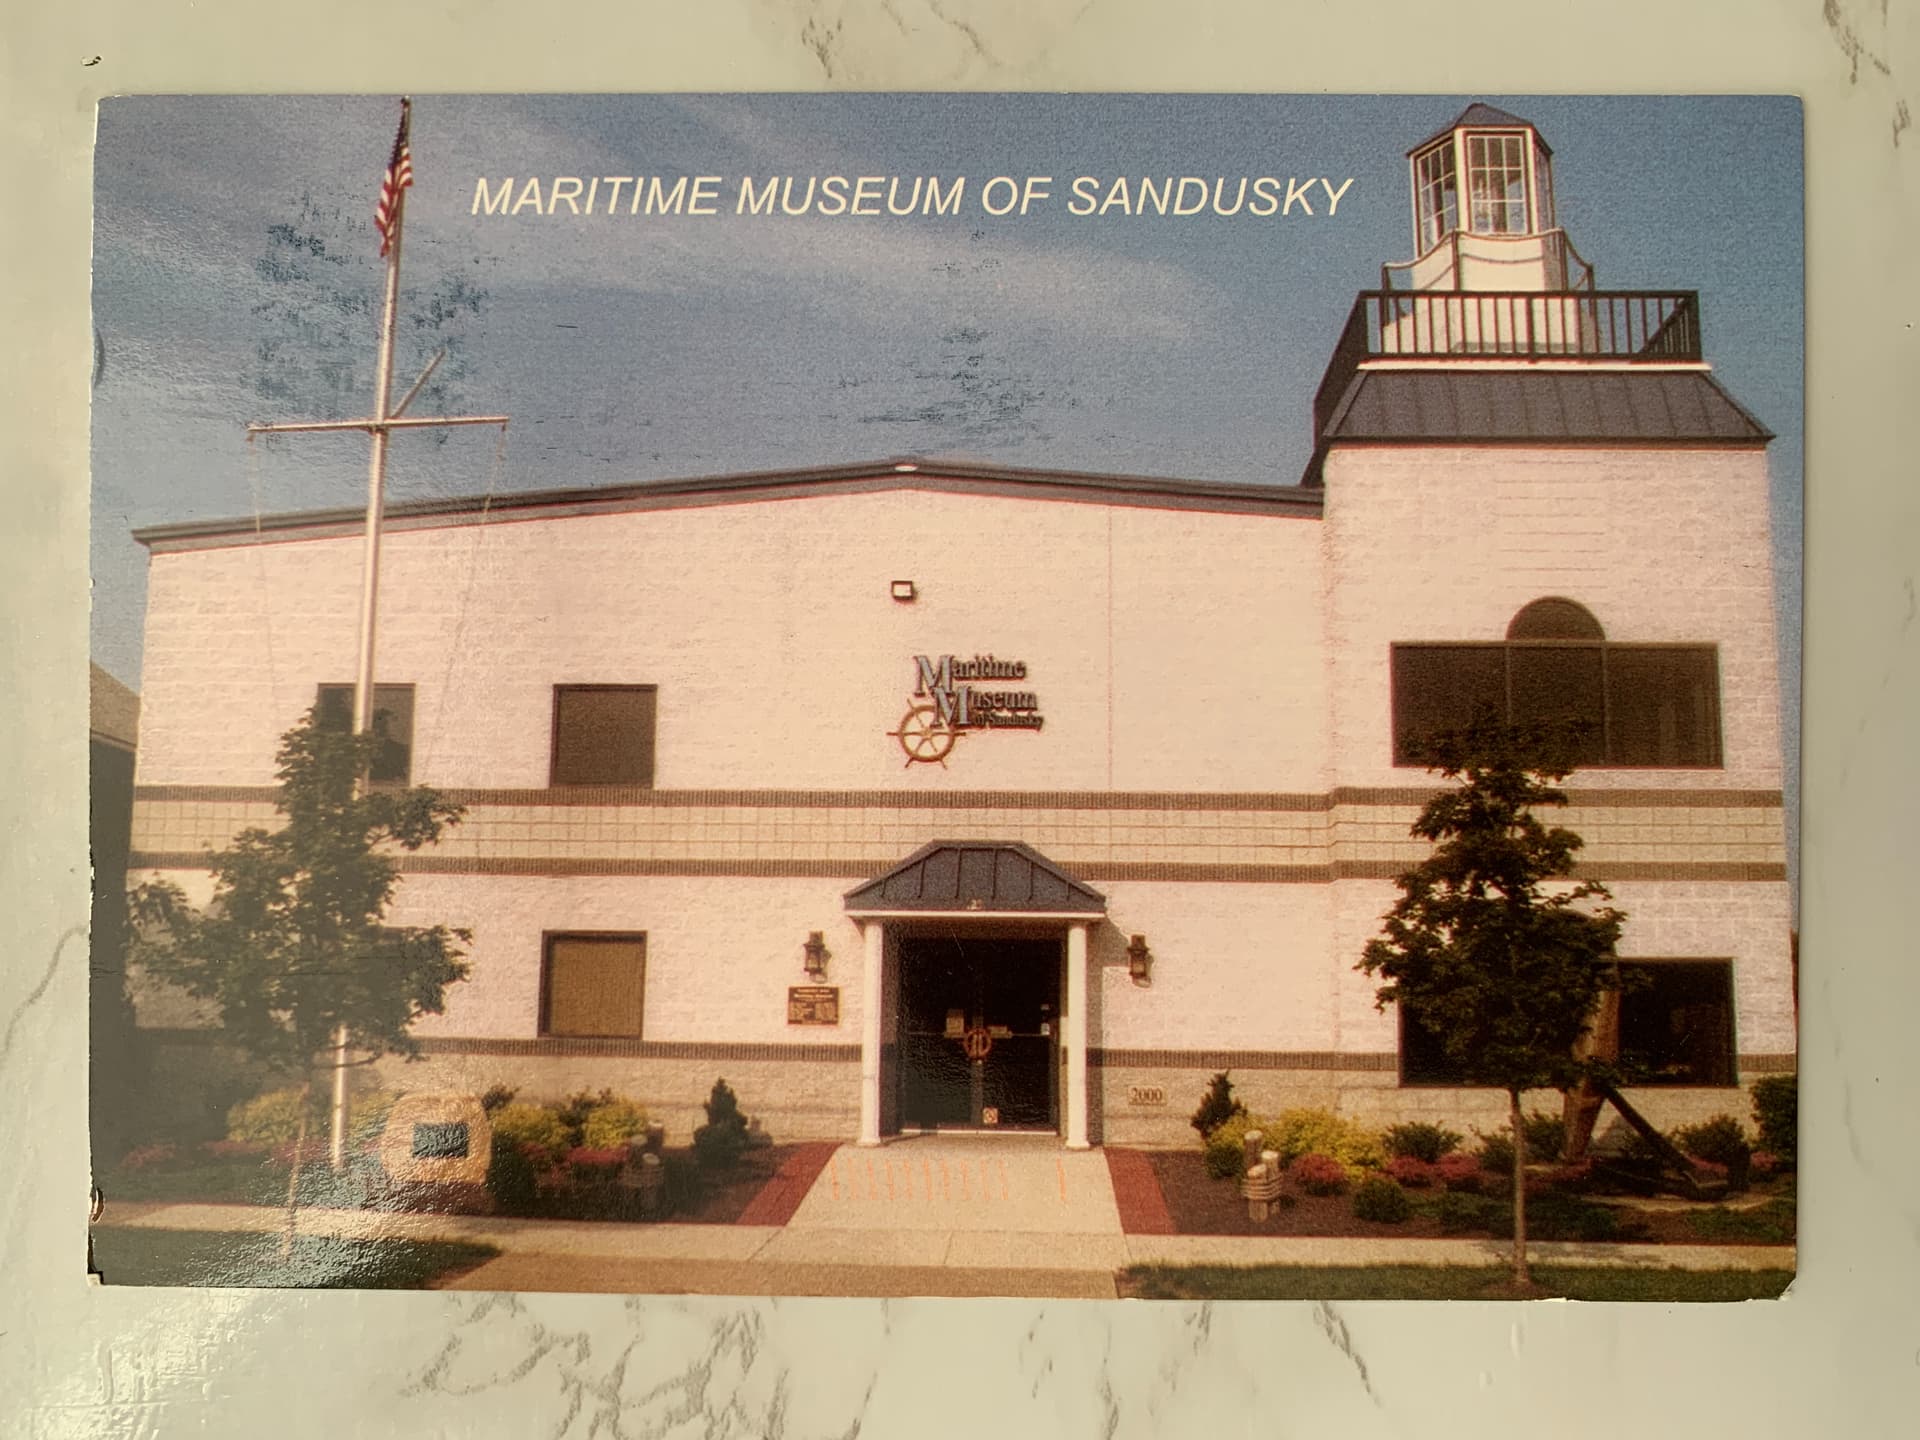 MARITIME MUSEUM OF SANDUSKY
Maritime
Museum
of Sandusky
2000